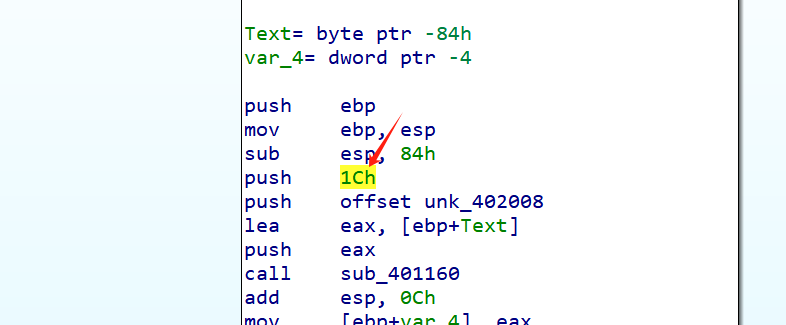 Text= byte ptr -84h
var_4= dword ptr -4
push    ebp
mov     ebp, esp
sub     esp, 84h
push    1Ch
push    offset unk_402008
lea     eax, [ebp+Text]
push    eax
call    sub_401160
add     esp, 0Ch
mov     [ebp+var_4], eax